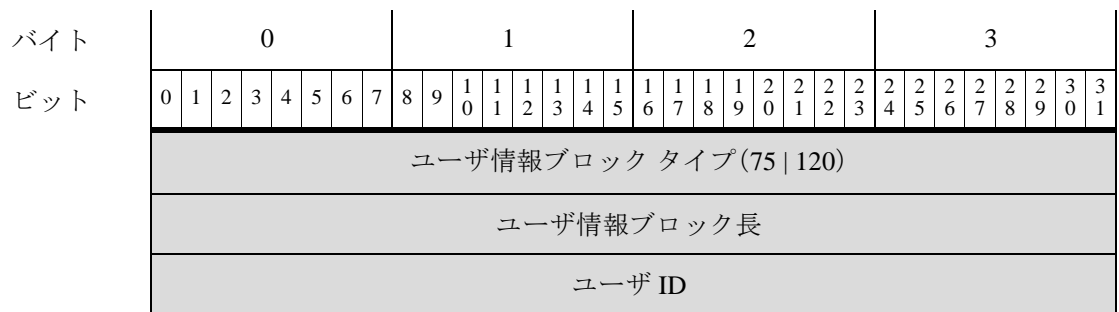 バイト 0 1 2 3
ビット 0 1 2 3 4 5 6 7 8 9 10 11 12 13 14 15 16 17 18 19 20 21 22 23 24 25 26 27 28 29 30 31
ユーザ情報ブロック タイプ(75 | 120)
ユーザ情報ブロック長
ユーザ ID